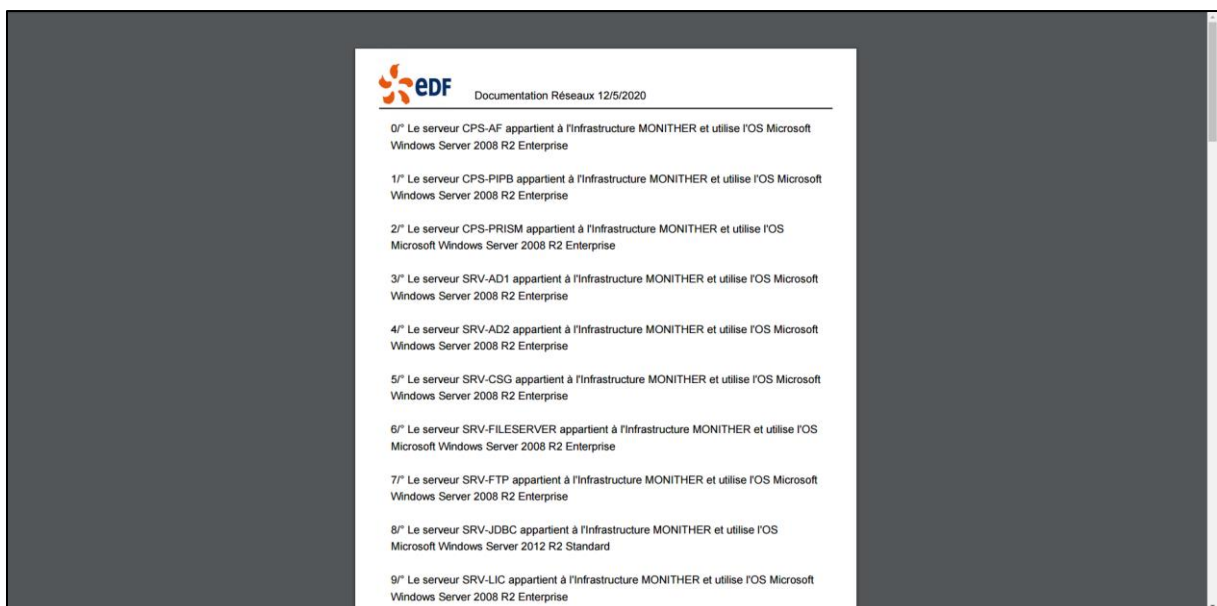 eDF
Documentation Réseaux 12/5/2020
0/° Le serveur CPS-AF appartient à l'Infrastructure MONITHER et utilise l'OS Microsoft
Windows Server 2008 R2 Enterprise
1/° Le serveur CPS-PIPB appartient à l'Infrastructure MONITHER et utilise l'OS Microsoft
Windows Server 2008 R2 Enterprise
2/° Le serveur CPS-PRISM appartient à l'Infrastructure MONITHER et utilise l'OS
Microsoft Windows Server 2008 R2 Enterprise
3/° Le serveur SRV-AD1 appartient à l'Infrastructure MONITHER et utilise l'OS Microsoft
Windows Server 2008 R2 Enterprise
4/° Le serveur SRV-AD2 appartient à l'Infrastructure MONITHER et utilise l'OS Microsoft
Windows Server 2008 R2 Enterprise
5/° Le serveur SRV-CSG appartient à l'Infrastructure MONITHER et utilise l'OS Microsoft
Windows Server 2008 R2 Enterprise
6/° Le serveur SRV-FILESERVER appartient à l'Infrastructure MONITHER et utilise l'OS
Microsoft Windows Server 2008 R2 Enterprise
7/° Le serveur SRV-FTP appartient à l'Infrastructure MONITHER et utilise l'OS Microsoft
Windows Server 2008 R2 Enterprise
8/° Le serveur SRV-JDBC appartient à l'Infrastructure MONITHER et utilise l'OS
Microsoft Windows Server 2012 R2 Standard
9/° Le serveur SRV-LIC appartient à l'Infrastructure MONITHER et utilise l'OS Microsoft
Windows Server 2008 R2 Enterprise